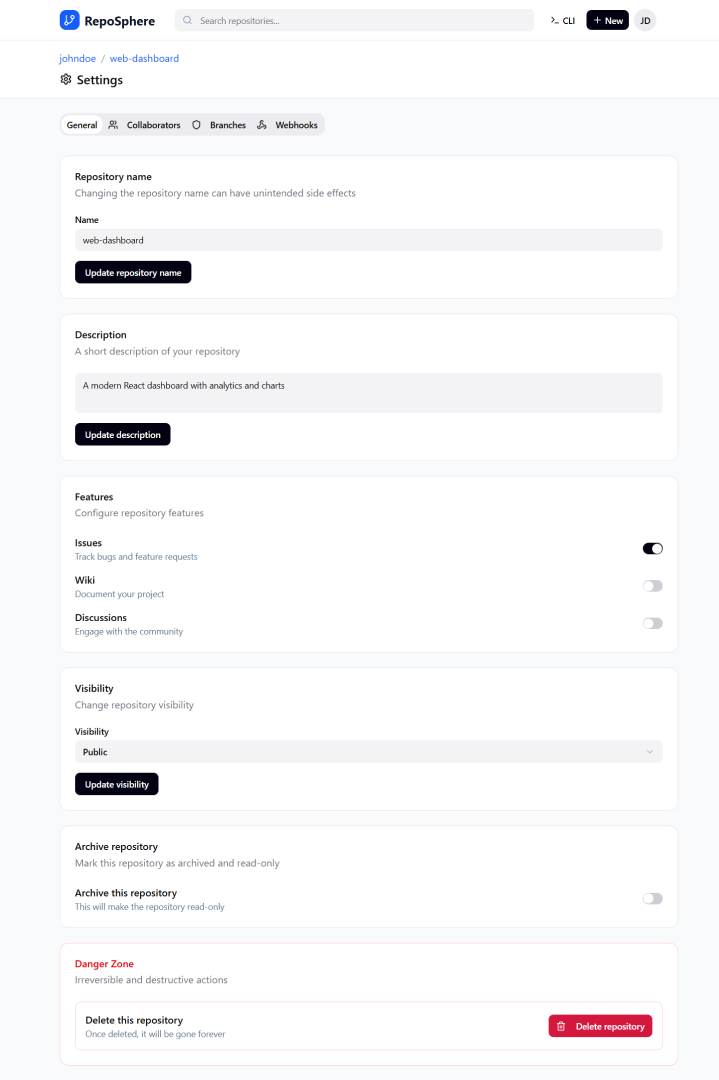 RepoSphere
Search repositories...
CLI
New
JD
johndoe / web-dashboard
Settings
General
Collaborators
Branches
Webhooks
Repository name
Changing the repository name can have unintended side effects
Name
web-dashboard
Update repository name
Description
A short description of your repository
A modern React dashboard with analytics and charts
Update description
Features
Configure repository features
Issues
Track bugs and feature requests
Wiki
Document your project
Discussions
Engage with the community
Visibility
Change repository visibility
Visibility
Public
Update visibility
Archive repository
Mark this repository as archived and read-only
Archive this repository
This will make the repository read-only
Danger Zone
Irreversible and destructive actions
Delete this repository
Once deleted, it will be gone forever
Delete repository